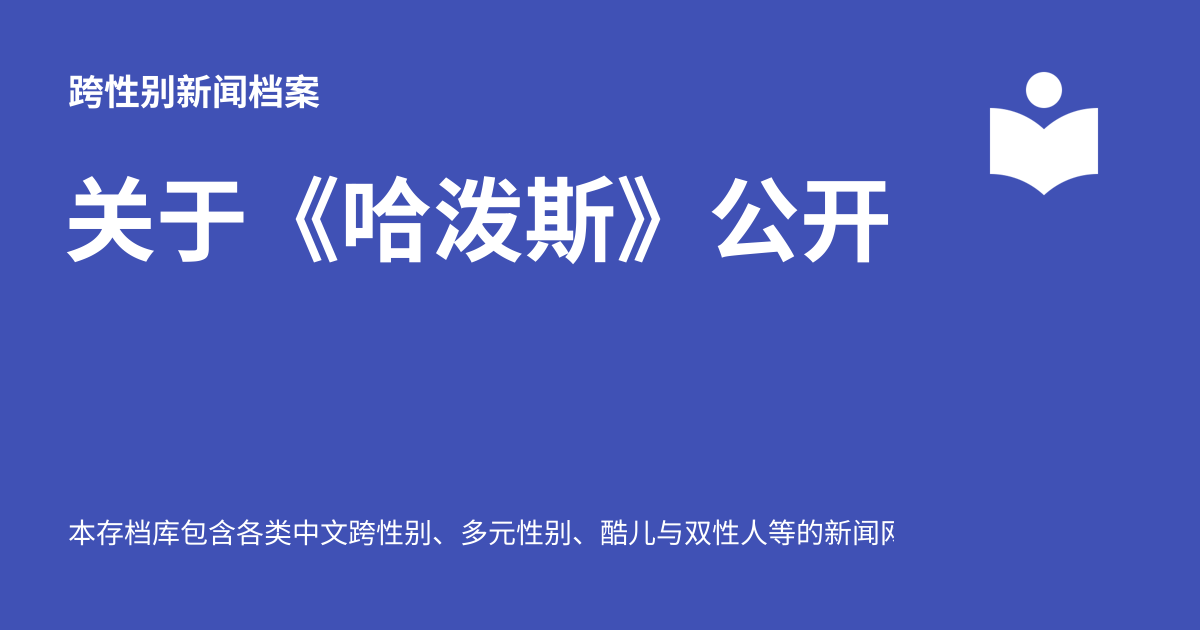 跨性别新闻档案
关于《哈泼斯》公开
本存档库包含各类中文跨性别、多元性别、酷儿与双性人等的新闻